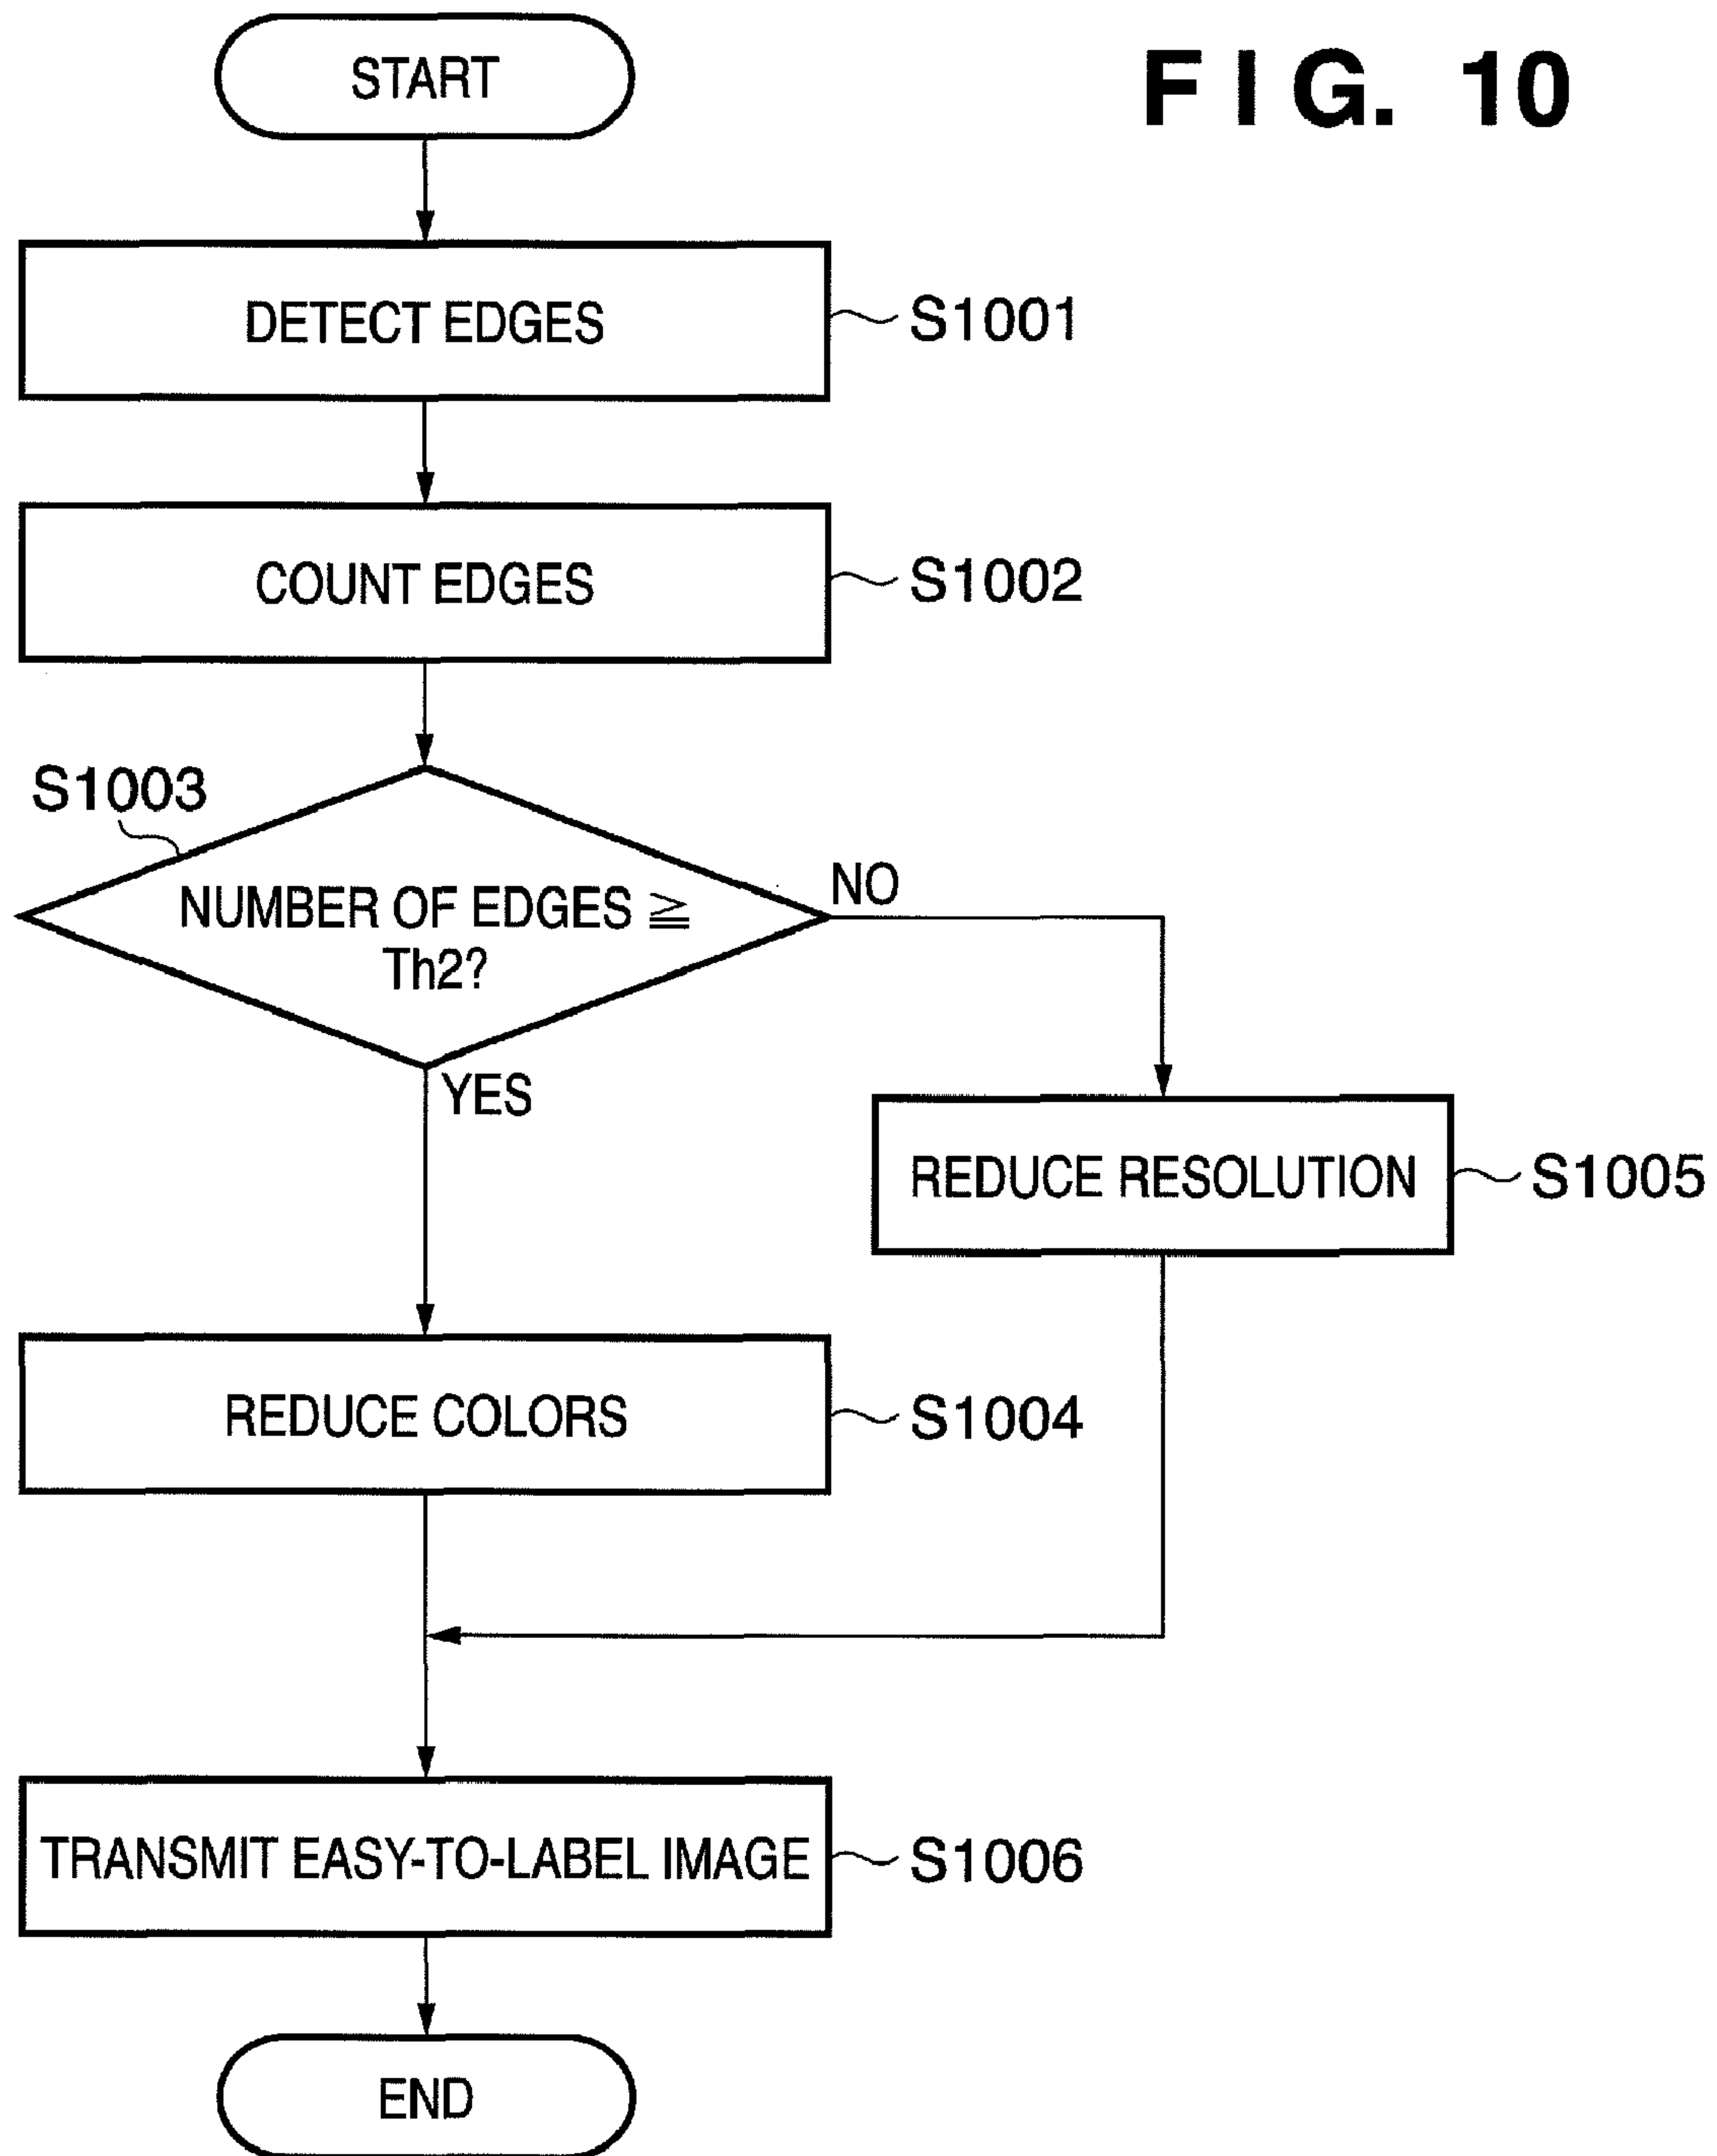 FIG. 10
START
DETECT EDGES
S1001
COUNT EDGES
S1002
S1003
NUMBER OF EDGES ≧
Th2?
NO
YES
REDUCE RESOLUTION
S1005
REDUCE COLORS
S1004
TRANSMIT EASY-TO-LABEL IMAGE
S1006
END